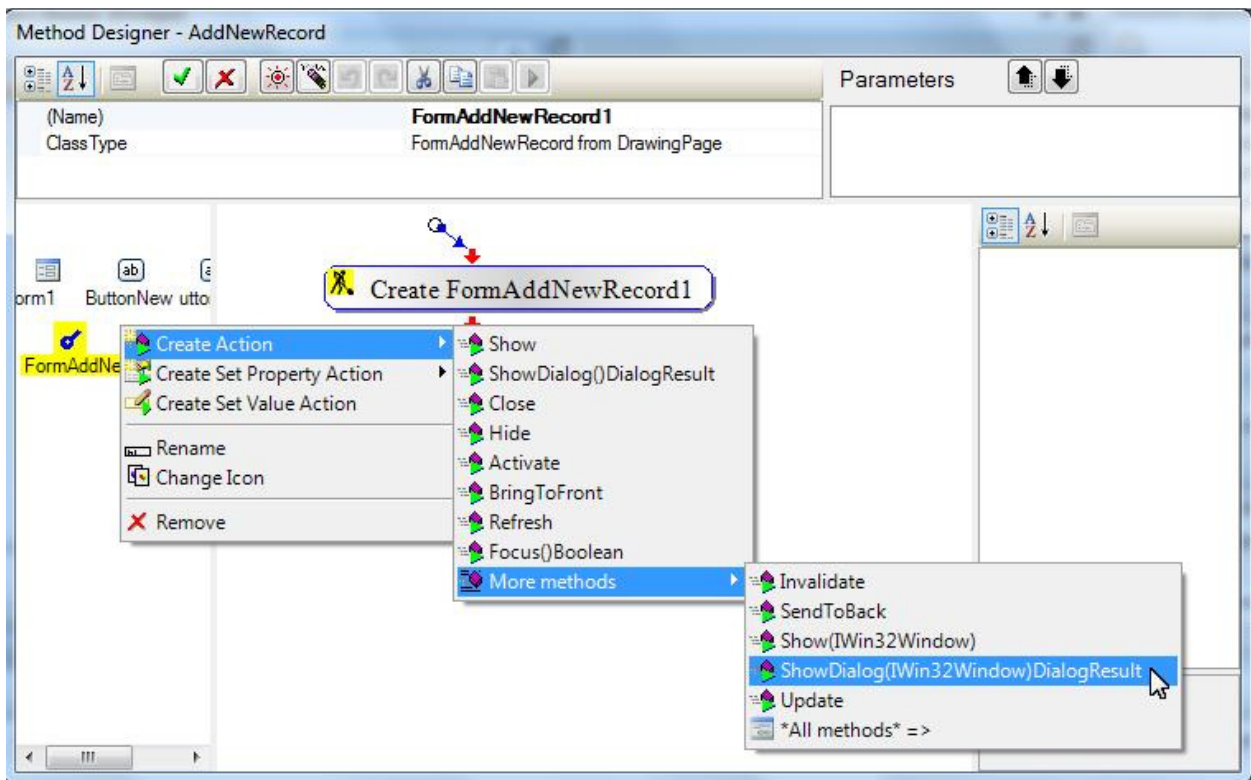 Method Designer - AddNewRecord
Parameters
(Name) FormAddNewRecord1
ClassType FormAddNewRecord from DrawingPage
orm1 ButtonNew utto
Create FormAddNewRecord1
FormAddNe
Create Action
Create Set Property Action
Create Set Value Action
Rename
Change Icon
Remove
Show
ShowDialog()DialogResult
Close
Hide
Activate
BringToFront
Refresh
Focus()Boolean
More methods
Invalidate
SendToBack
Show(IWin32Window)
ShowDialog(IWin32Window)DialogResult
Update
*All methods* =>